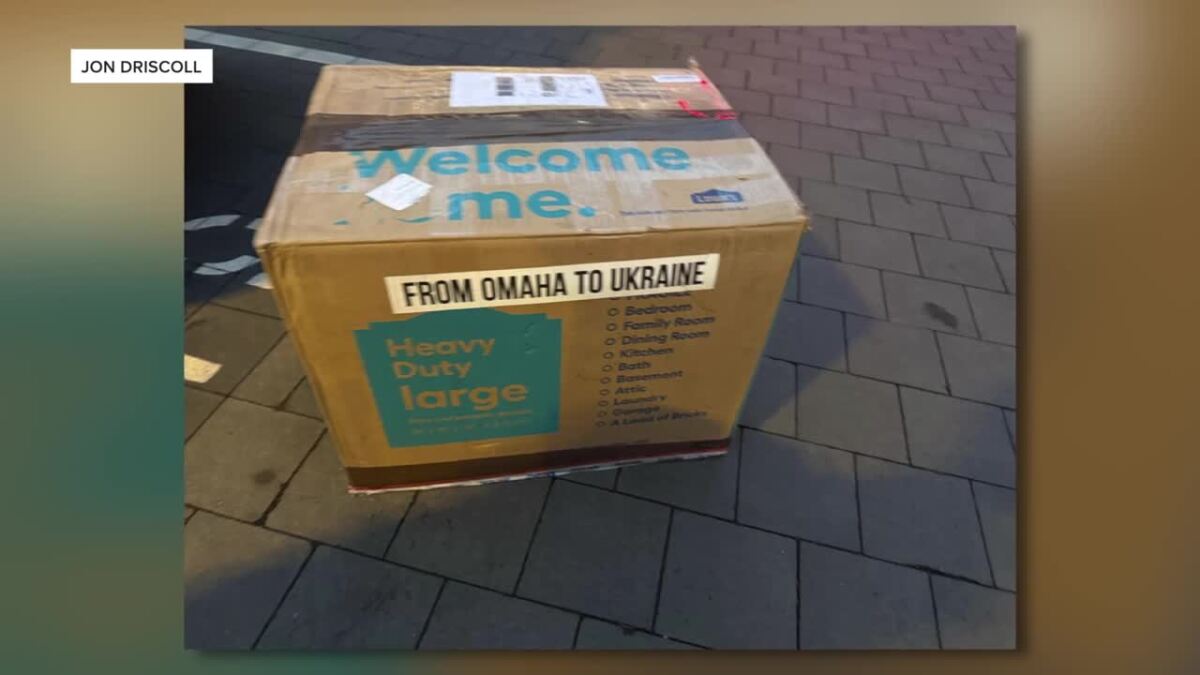 JON DRISCOLL
Welcome
me.
Lowe's
FROM OMAHA TO UKRAINE
Bedroom
Family Room
Dining Room
Kitchen
Bath
Basement
Attic
Laundry
Garage
A Load of Bricks
Heavy
Duty
large